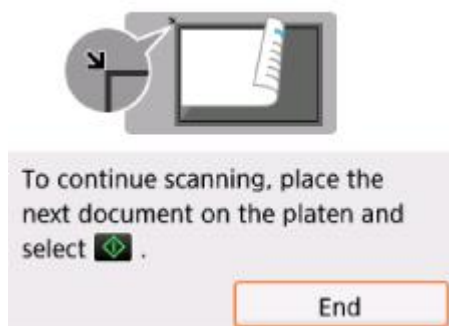 To continue scanning, place the
next document on the platen and
select .
End